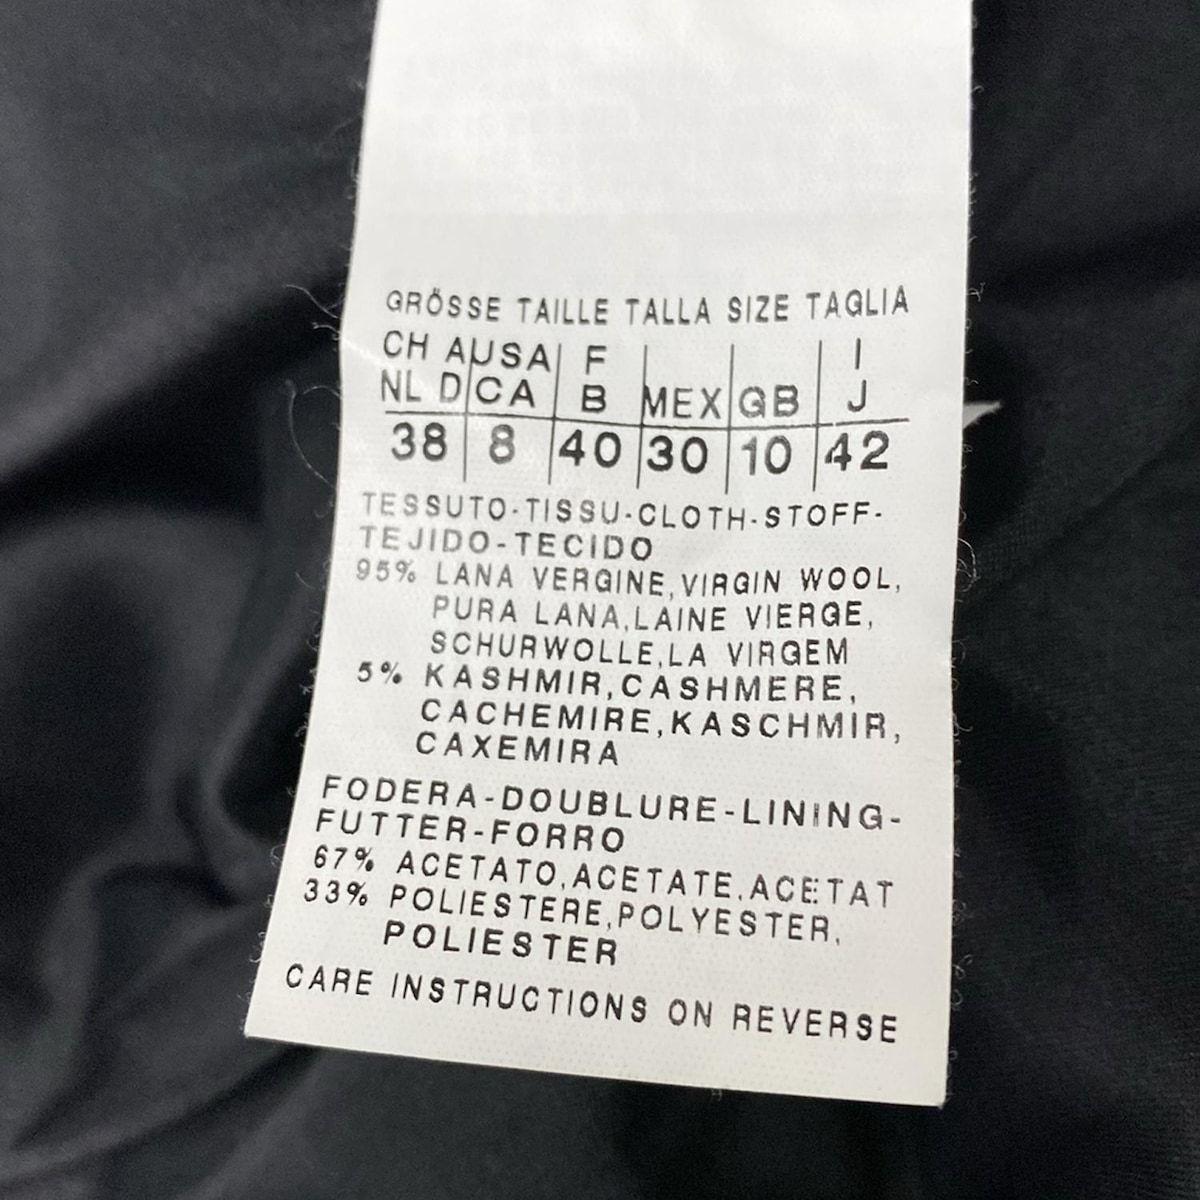 GRÖSSE TAILLE TALLA SIZE TAGLIA
CH A USA F I
NL D CA B MEX GB J
38 8 40 30 10 42
TESSUTO-TISSU-CLOTH-STOFF-
TEJIDO-TECIDO
95% LANA VERGINE,VIRGIN WOOL,
PURA LANA,LAINE VIERGE,
SCHURWOLLE,LA VIRGEM
5% KASHMIR,CASHMERE,
CACHEMIRE,KASCHMIR,
CAXEMIRA
FODERA-DOUBLURE-LINING-
FUTTER-FORRO
67% ACETATO,ACETATE,ACETAT
33% POLIESTERE,POLYESTER,
POLIESTER
CARE INSTRUCTIONS ON REVERSE